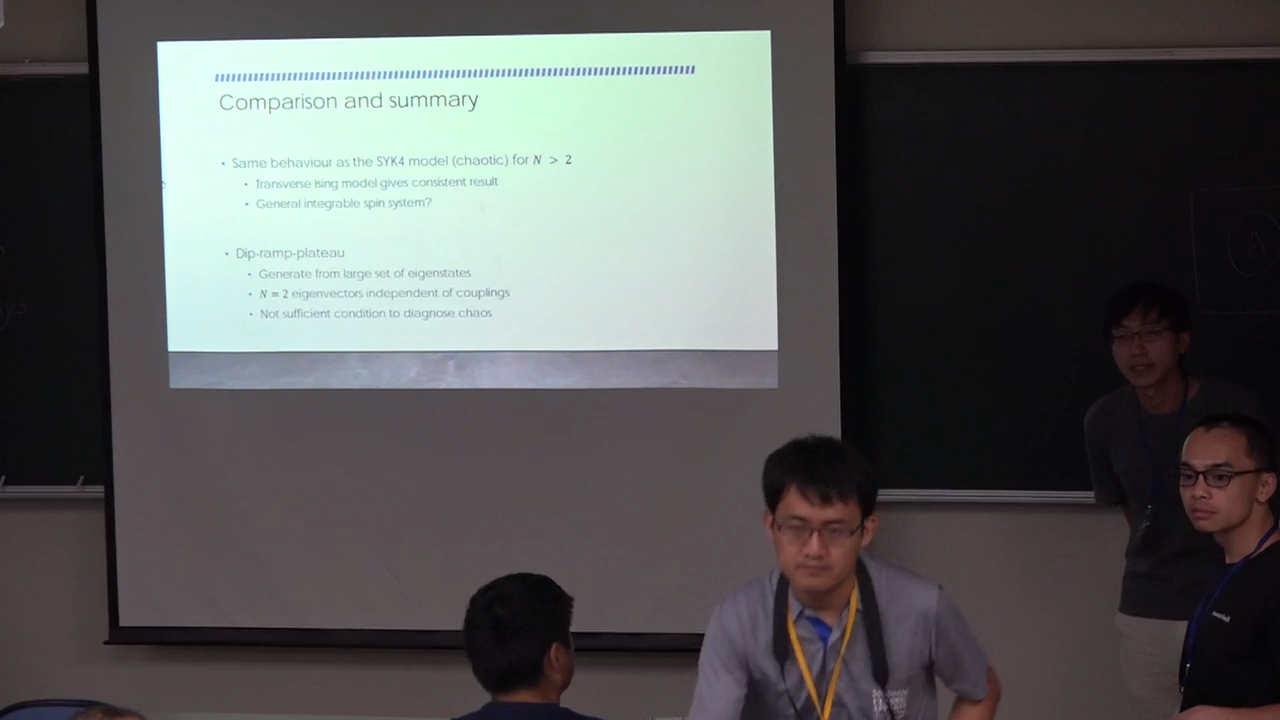 Comparison and summary
• Same behaviour as the SYK4 model (chaotic) for N > 2
• Transverse Ising model gives consistent result
• General integrable spin system?
• Dip-ramp-plateau
• Generate from large set of eigenstates
• N = 2 eigenvectors independent of couplings
• Not sufficient condition to diagnose chaos
A